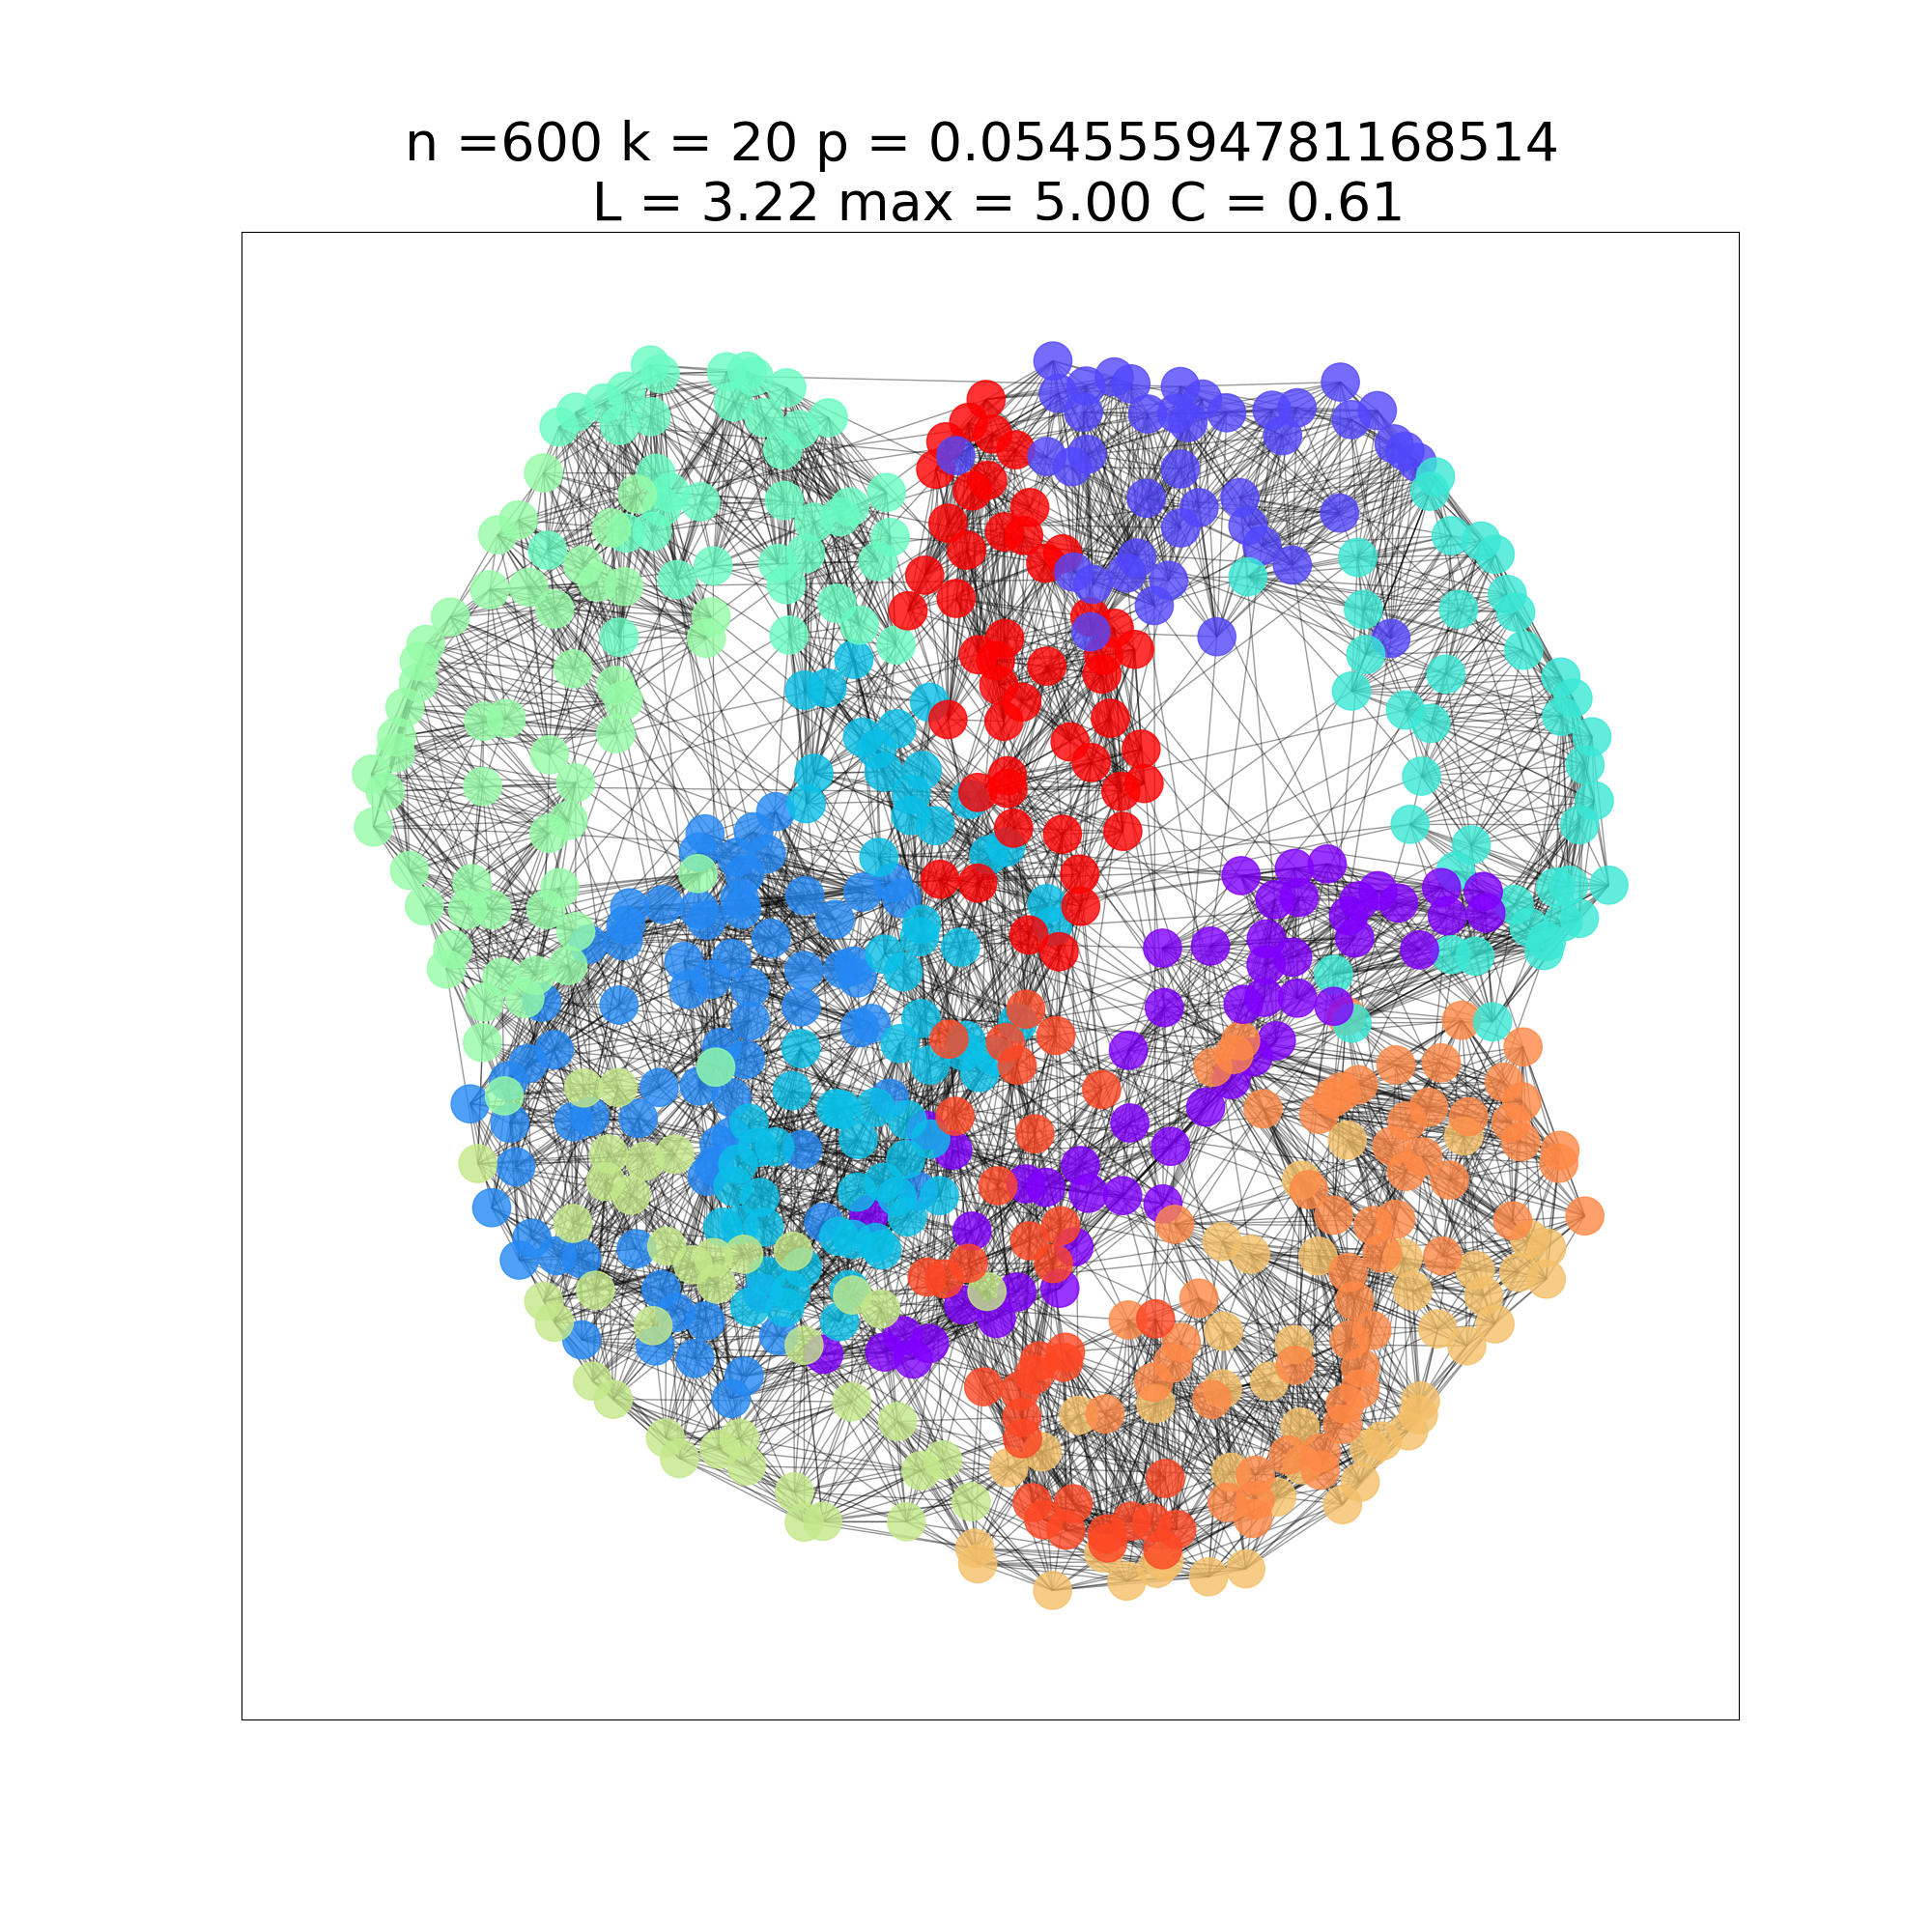 n =600 k = 20 p = 0.05455594781168514
L = 3.22 max = 5.00 C = 0.61